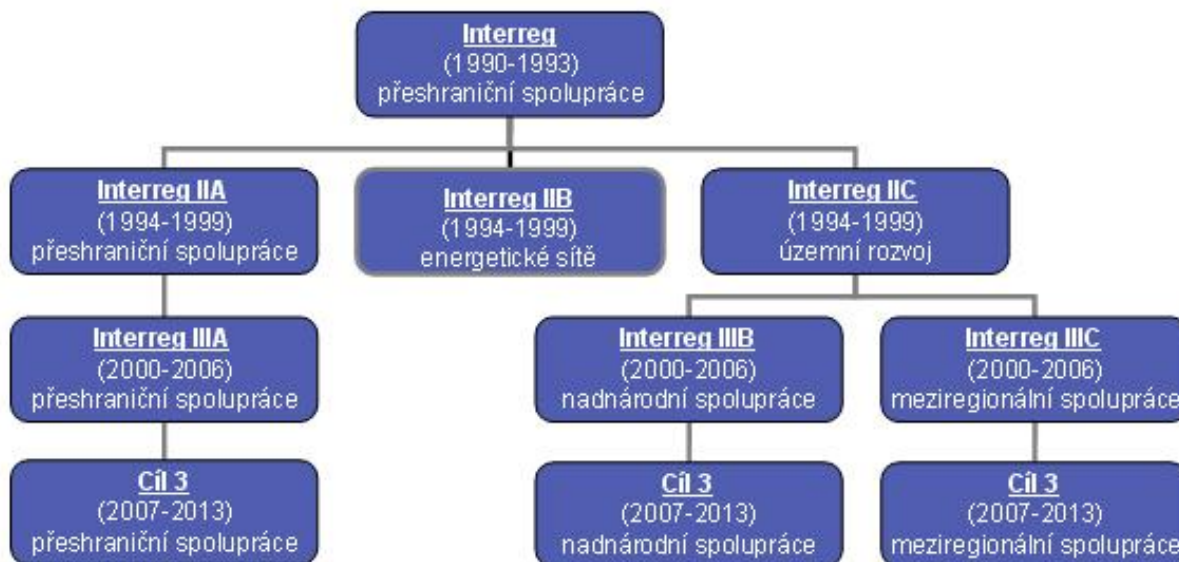 Interreg
(1990-1993)
přeshraniční spolupráce
Interreg IIA
(1994-1999)
přeshraniční spolupráce
Interreg IIB
(1994-1999)
energetické sítě
Interreg IIC
(1994-1999)
územní rozvoj
Interreg IIIA
(2000-2006)
přeshraniční spolupráce
Interreg IIIB
(2000-2006)
nadnárodní spolupráce
Interreg IIIC
(2000-2006)
meziregionální spolupráce
Cíl 3
(2007-2013)
přeshraniční spolupráce
Cíl 3
(2007-2013)
nadnárodní spolupráce
Cíl 3
(2007-2013)
meziregionální spolupráce